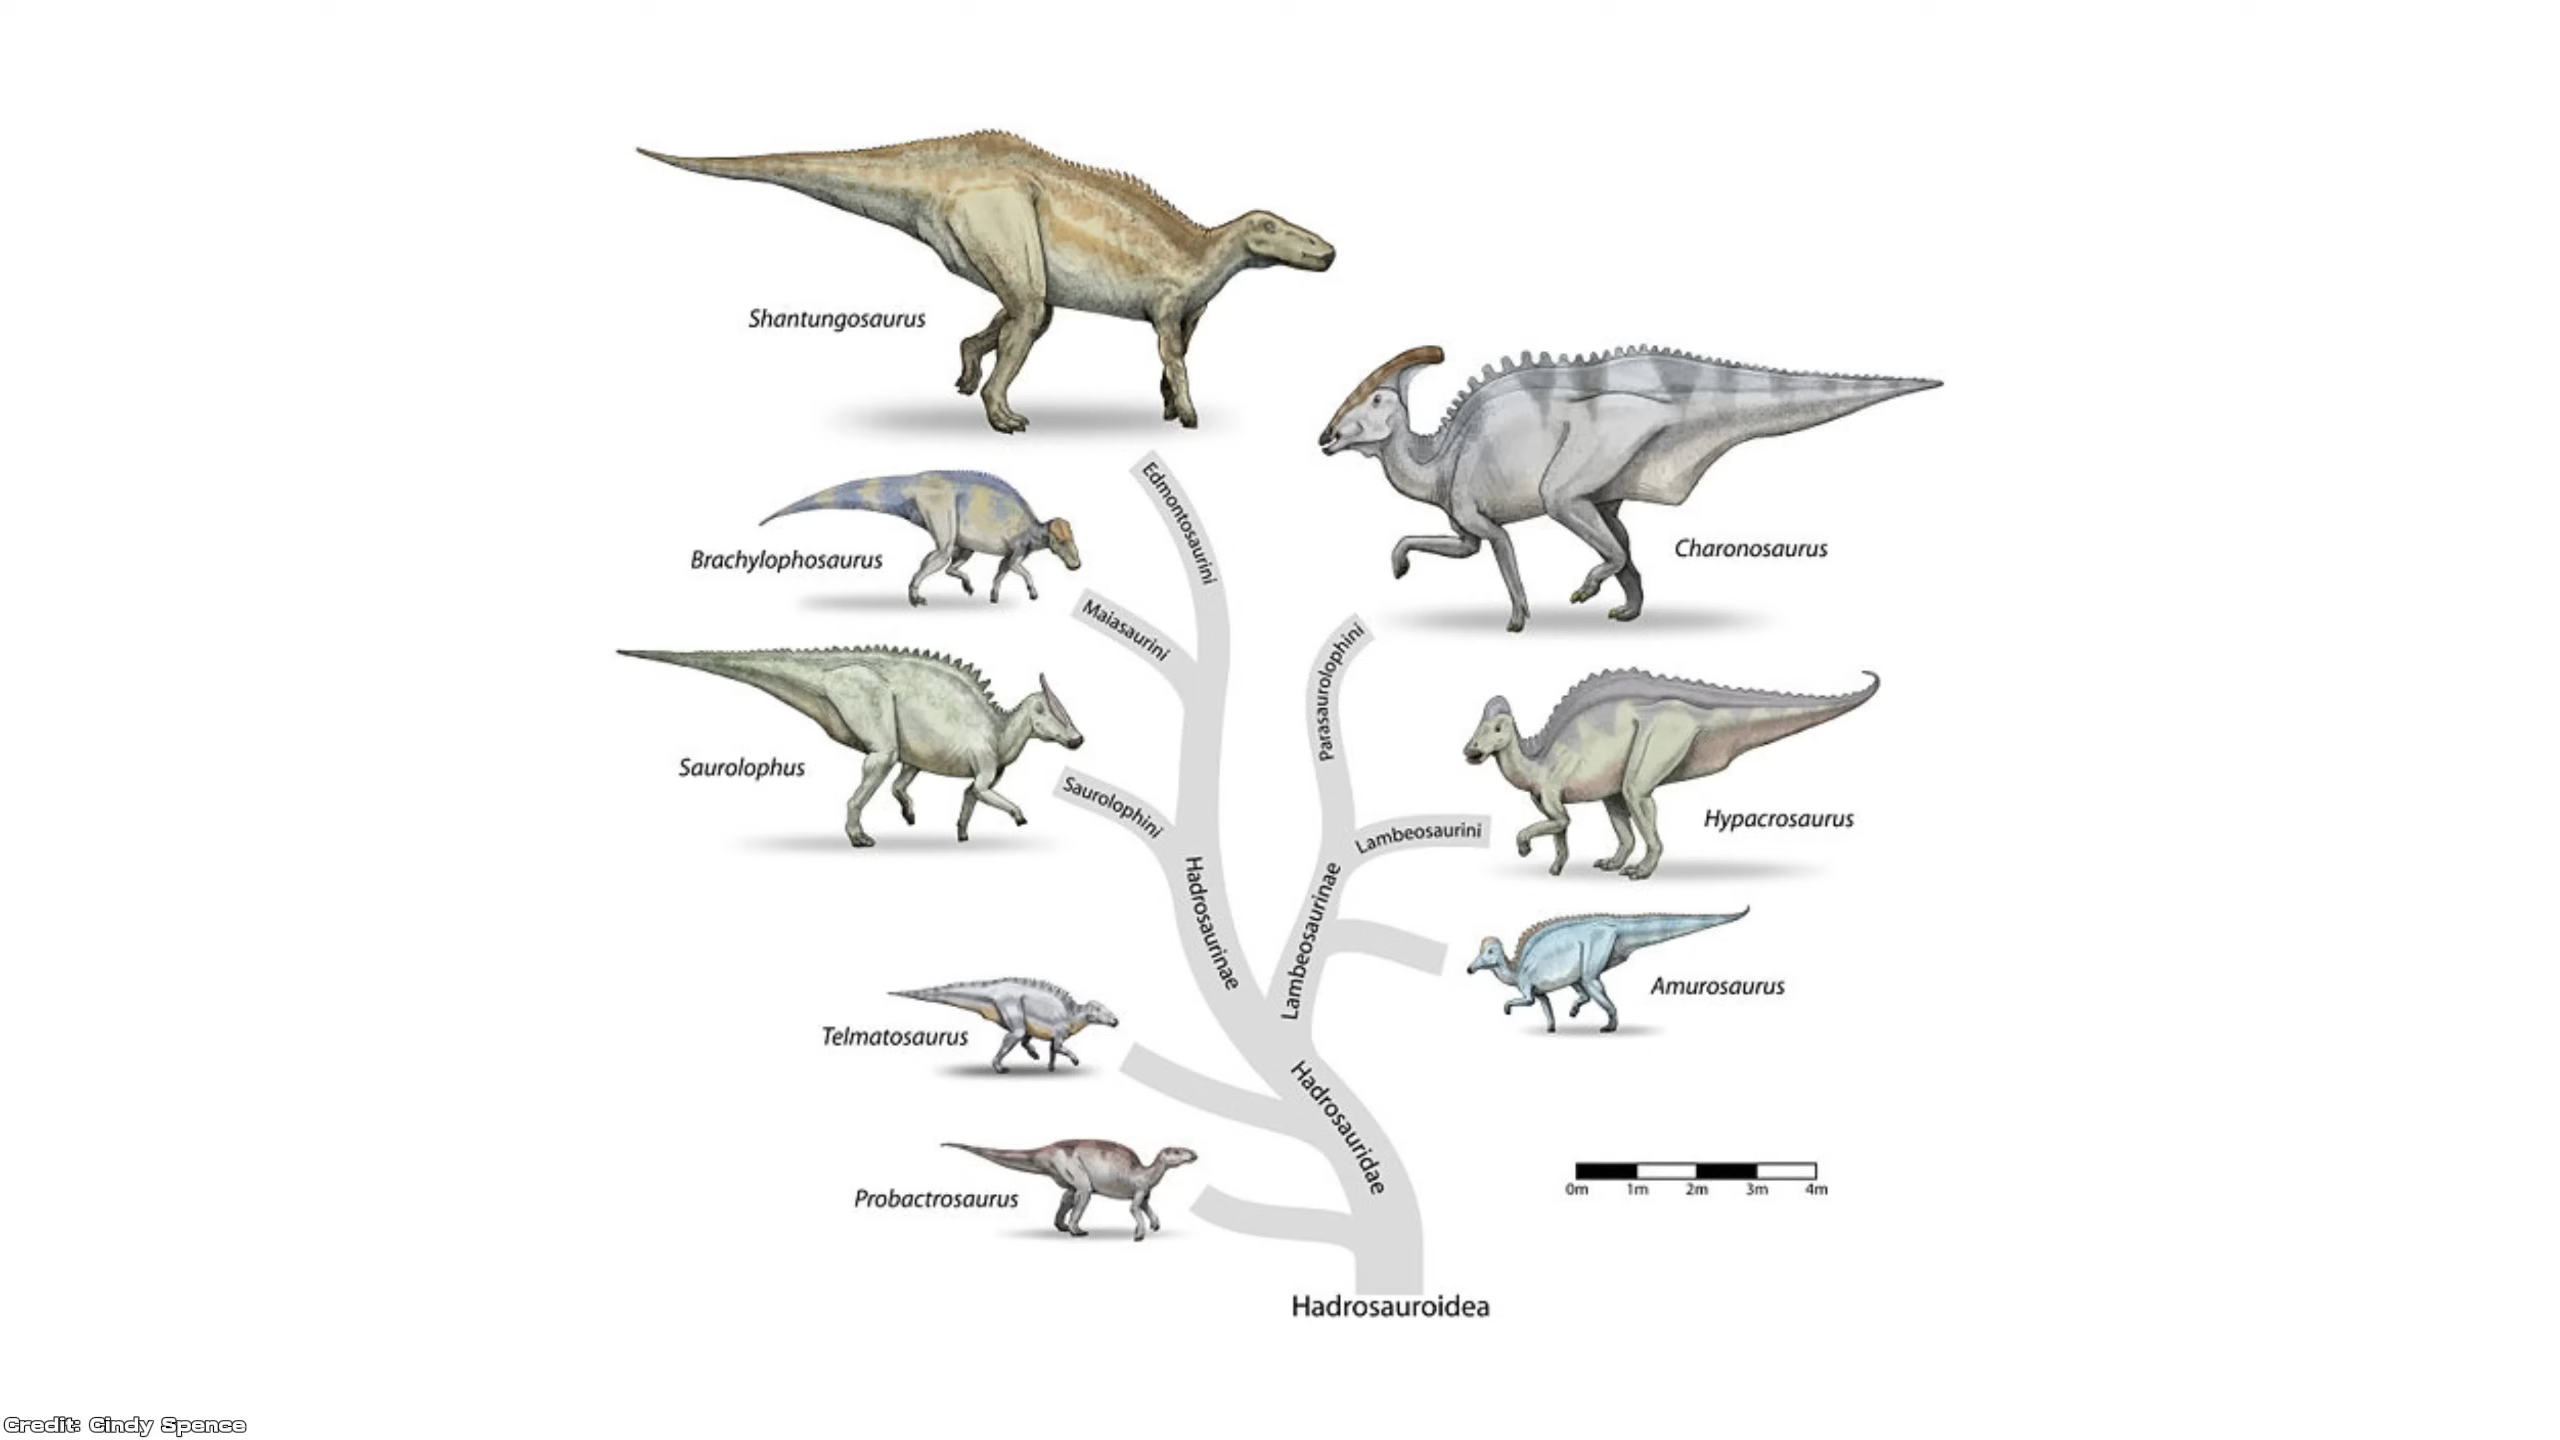 Shantungosaurus
Edmontosaurini
Brachylophosaurus
Charonosaurus
Maiasaurini
Parasaurolophini
Saurolophus
Saurolophini
Lambeosaurini
Hypacrosaurus
Hadrosaurinae
Lambeosaurinae
Amurosaurus
Telmatosaurus
Hadrosauridae
Probactrosaurus
0m 1m 2m 3m 4m
Hadrosauroidea
Credit: Cindy Spence